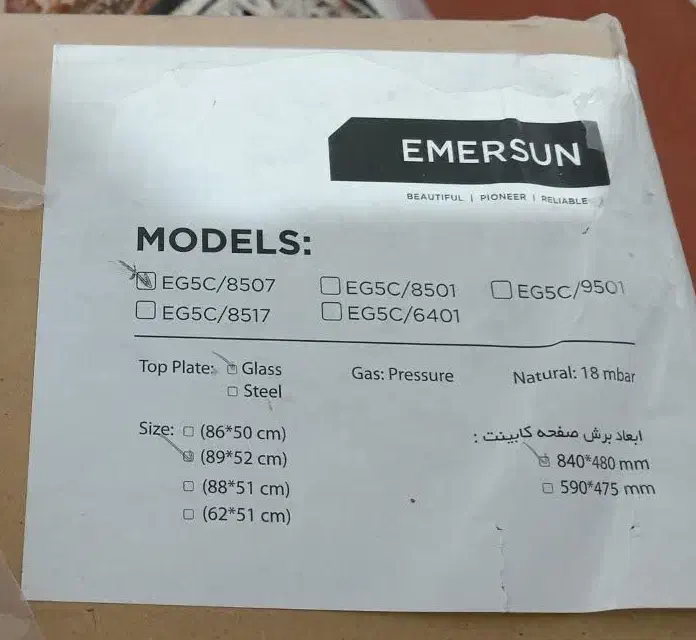 EMERSUN
BEAUTIFUL | PIONEER | RELIABLE
MODELS:
EG5C/8507 EG5C/8501 EG5C/9501
EG5C/8517 EG5C/6401
Top Plate: Glass Gas: Pressure Natural: 18 mbar
Steel
Size: (86*50 cm) ابعاد برش صفحه کابینت :
(89*52 cm) 840*480 mm
(88*51 cm) 590*475 mm
(62*51 cm)